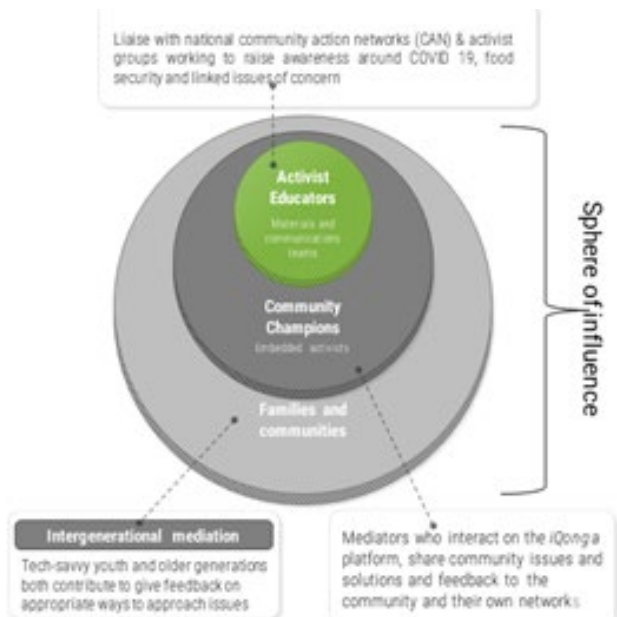 Liaise with national community action networks (CAN) & activist
groups working to raise awareness around COVID 19, food
security and linked issues of concern
Activist
Educators
Materials and
communications
teams
Community
Champions
Embedded activists
Families and
communities
Sphere of influence
Intergenerational mediation
Tech-savvy youth and older generations
both contribute to give feedback on
appropriate ways to approach issues
Mediators who interact on the iQonga
platform, share community issues and
solutions and feedback to the
community and their own networks